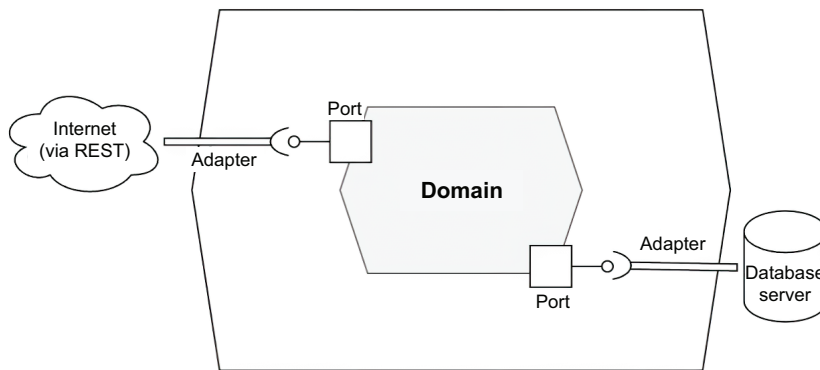 Port
Internet
(via REST)
Adapter
Domain
Adapter
Database
server
Port